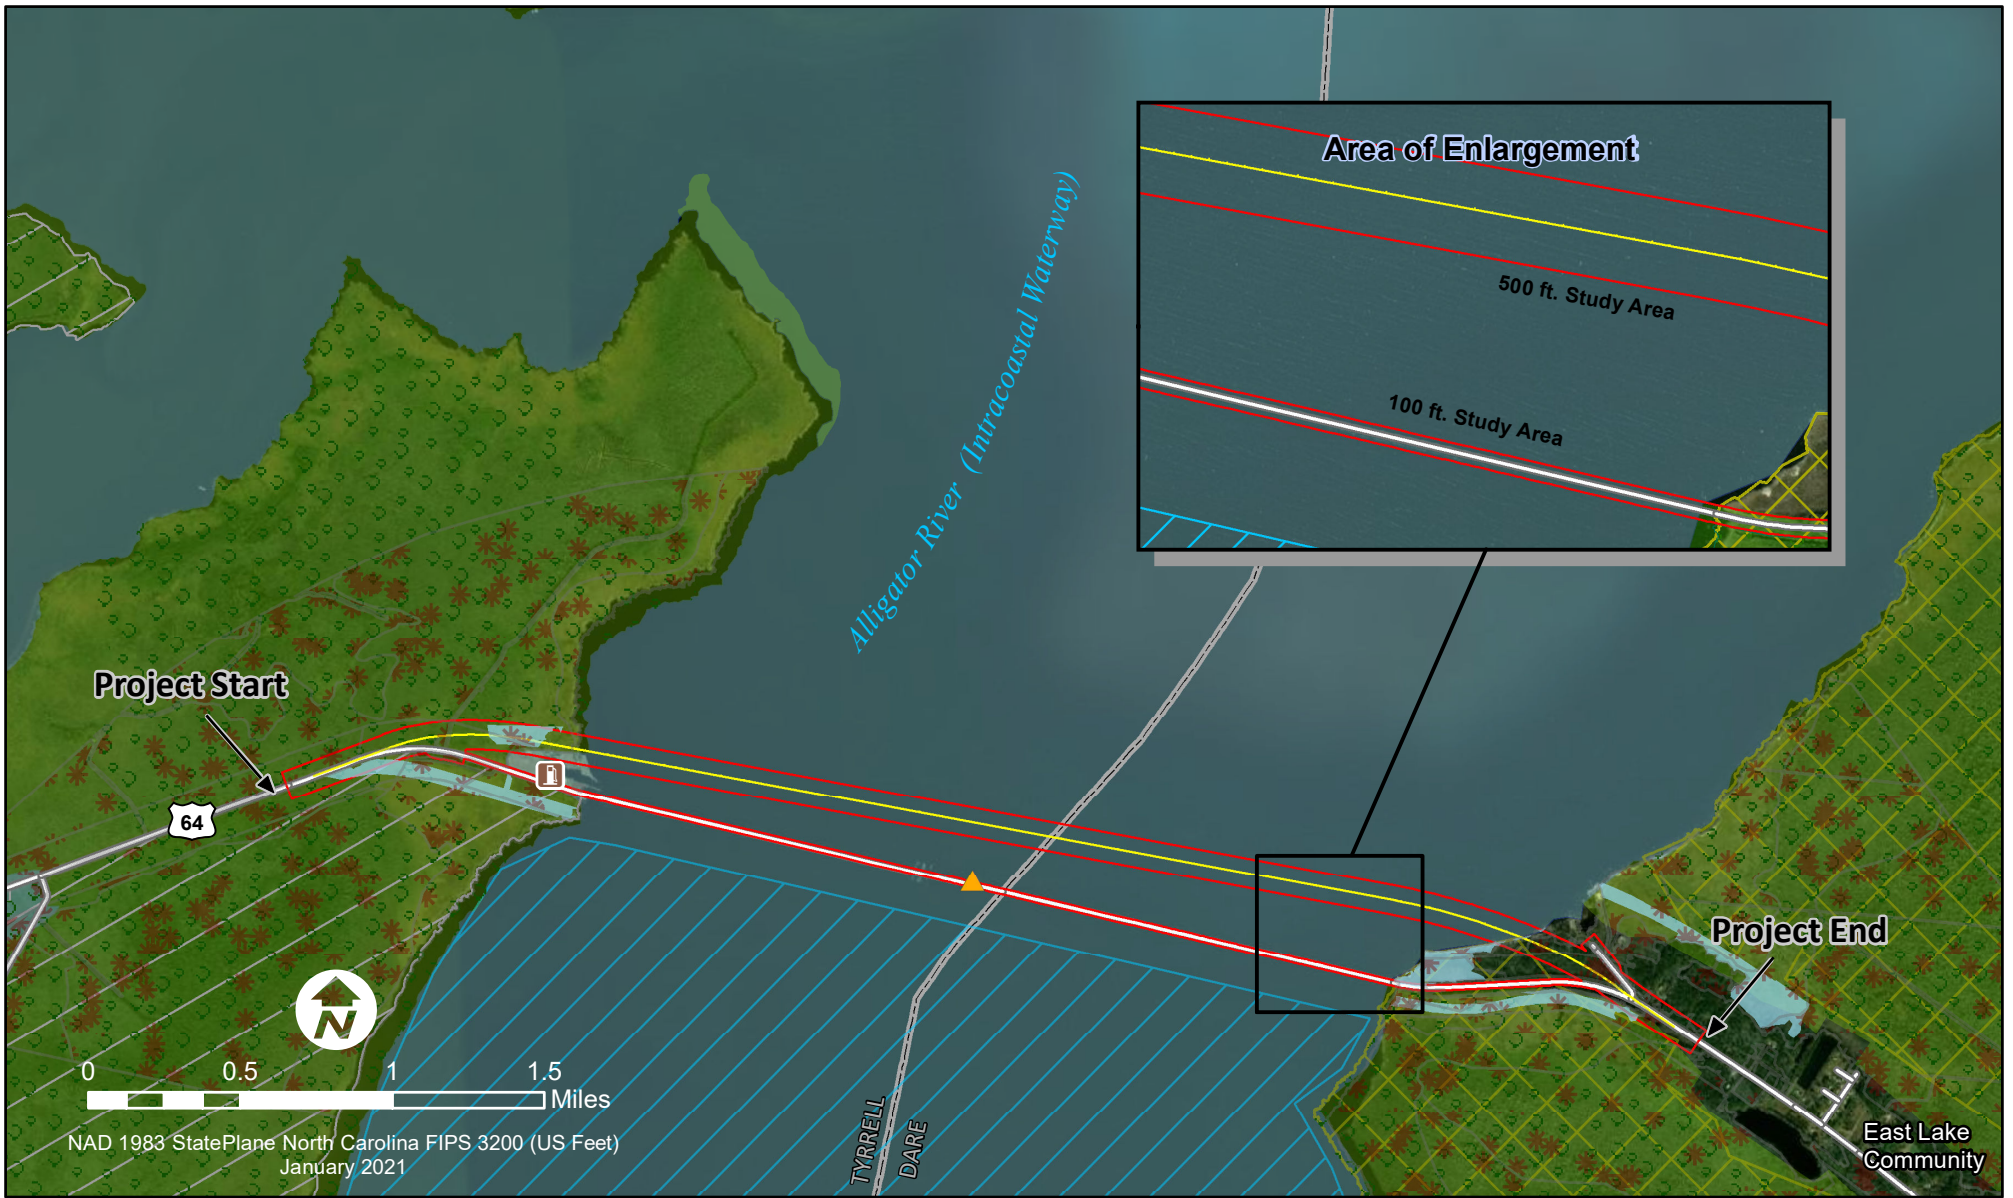 Area of Enlargement
500 ft. Study Area
100 ft. Study Area
Alligator River (Intracoastal Waterway)
Project Start
64
Project End
N
0 0.5 1 1.5
Miles
NAD 1983 StatePlane North Carolina FIPS 3200 (US Feet)
January 2021
TYRRELL
DARE
East Lake
Community